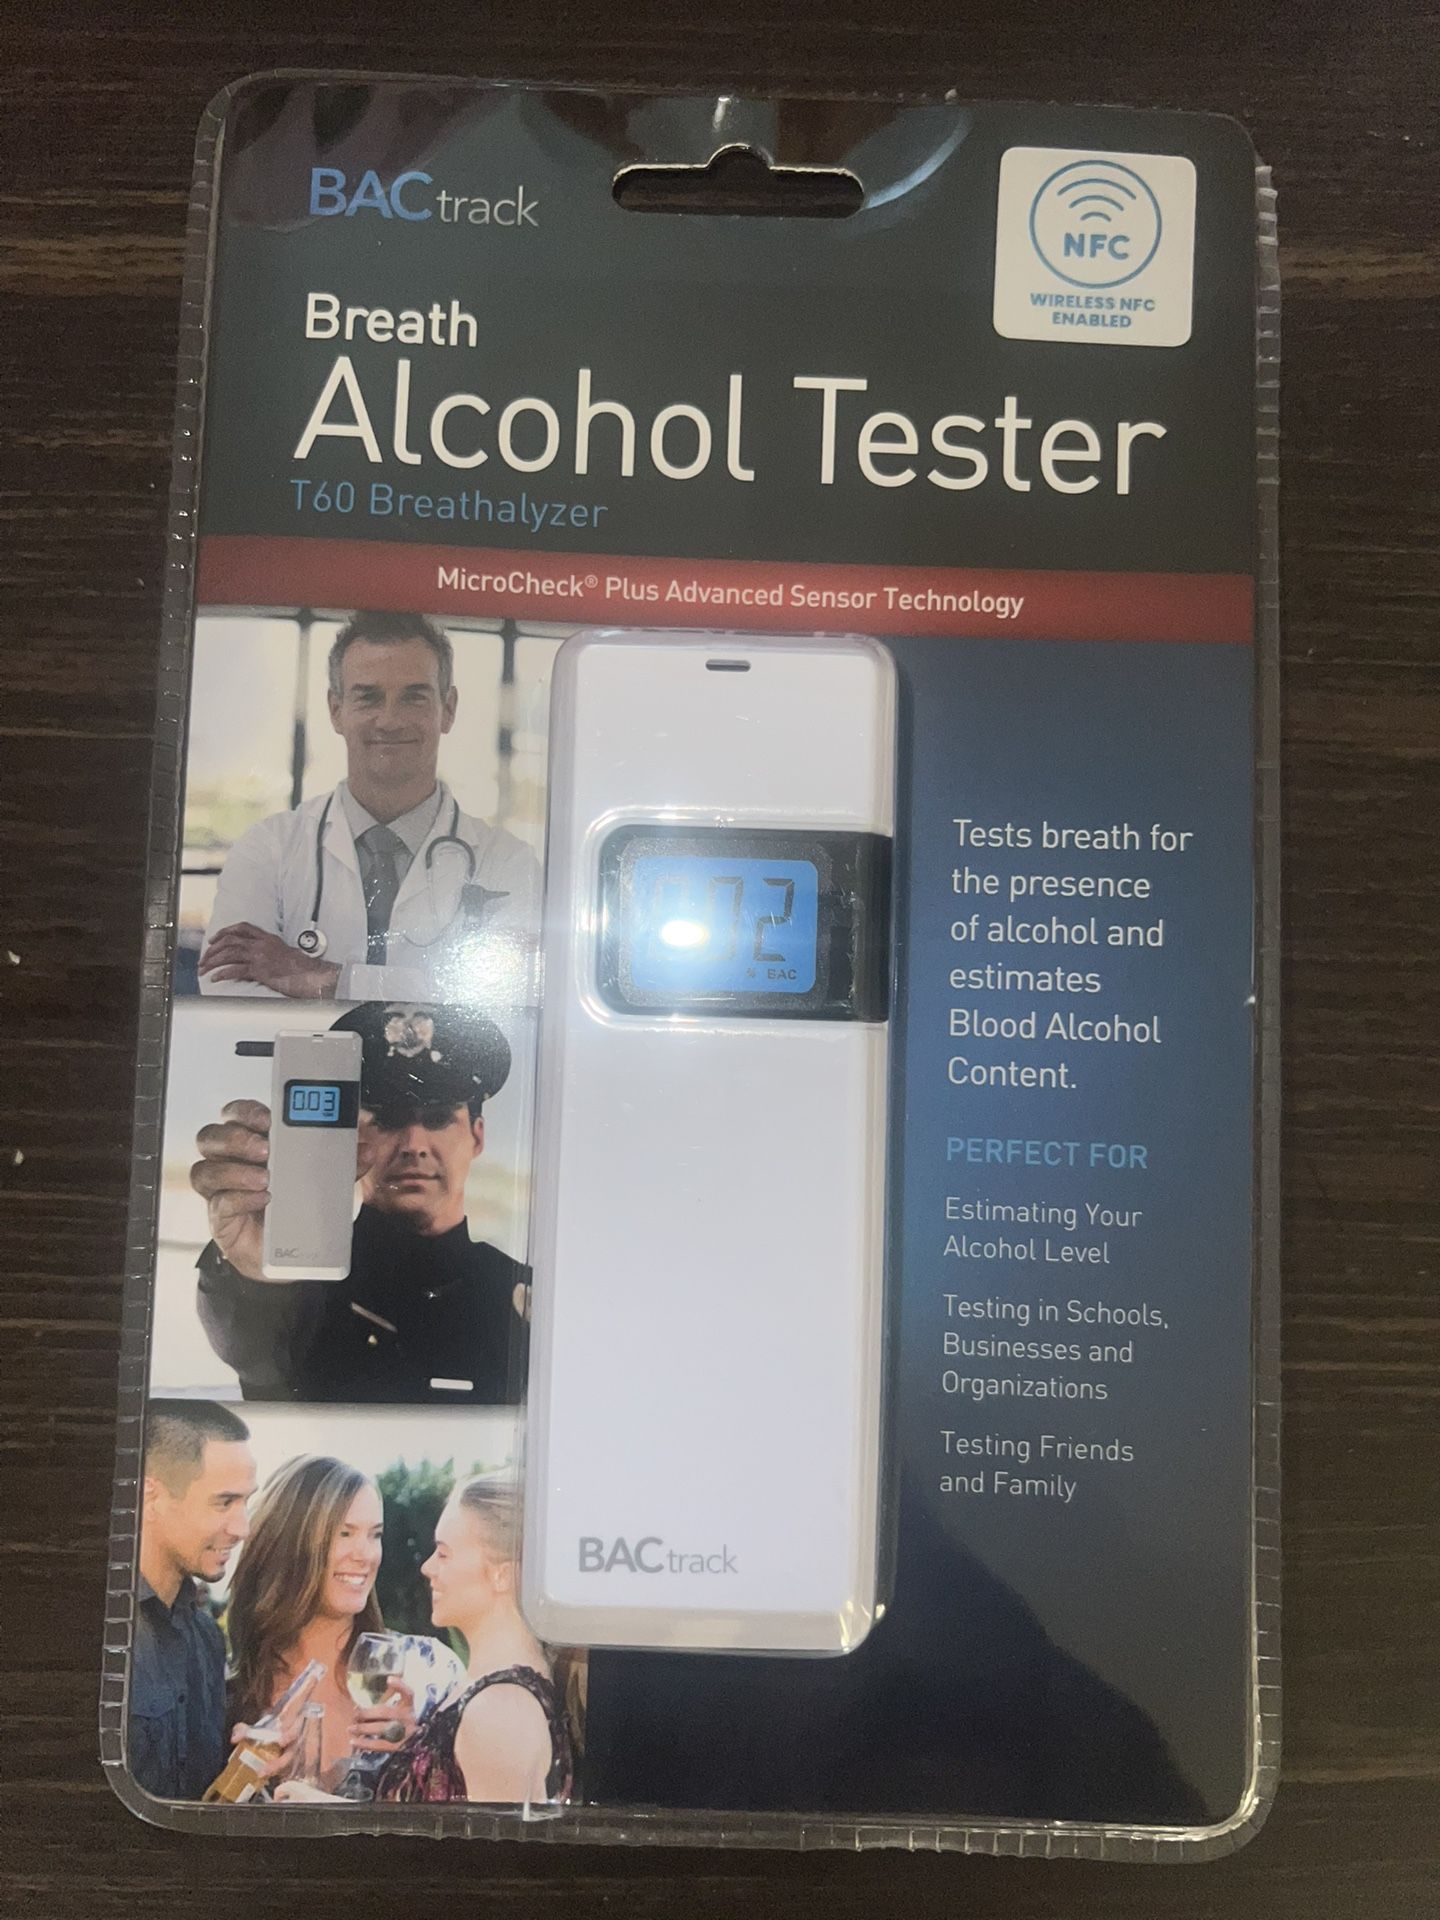 BACtrack
NFC
WIRELESS NFC
ENABLED
Breath
Alcohol Tester
T60 Breathalyzer
MicroCheck® Plus Advanced Sensor Technology
% BAC
Tests breath for
the presence
of alcohol and
estimates
Blood Alcohol
Content.
0.03
BACtrack
PERFECT FOR
Estimating Your
Alcohol Level
Testing in Schools,
Businesses and
Organizations
Testing Friends
and Family
BACtrack